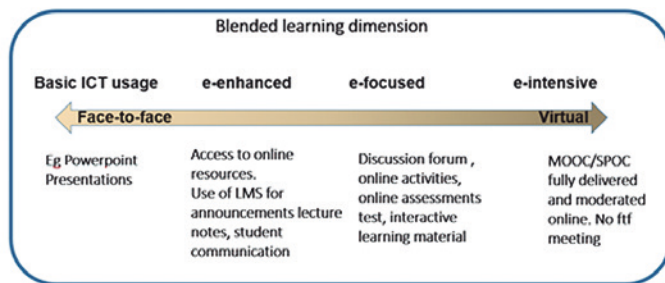 Blended learning dimension
Basic ICT usage e-enhanced e-focused e-intensive
Face-to-face Virtual
Eg Powerpoint
Presentations
Access to online
resources.
Use of LMS for
announcements lecture
notes, student
communication
Discussion forum ,
online activities,
online assessments
test, interactive
learning material
MOOC/SPOC
fully delivered
and moderated
online. No ftf
meeting